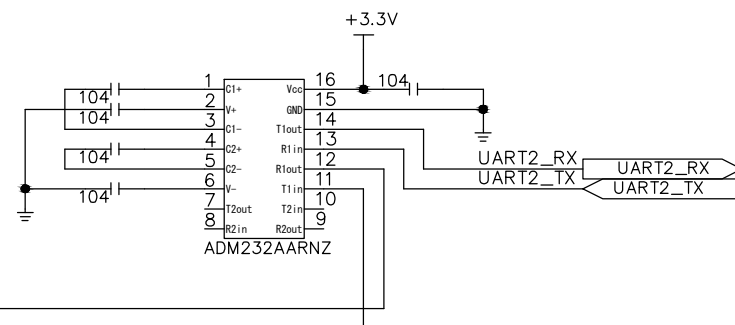 +3.3V
1 C1+ Vcc 16 104
104
2 V+ GND 15
104
3 C1- T1out 14
4 C2+ R1in 13
104
5 C2- R1out 12
UART2_RX UART2_RX
6 V- T1in 11
UART2_TX UART2_TX
104
7 T2out T2in 10
8 R2in R2out 9
ADM232AARNZ